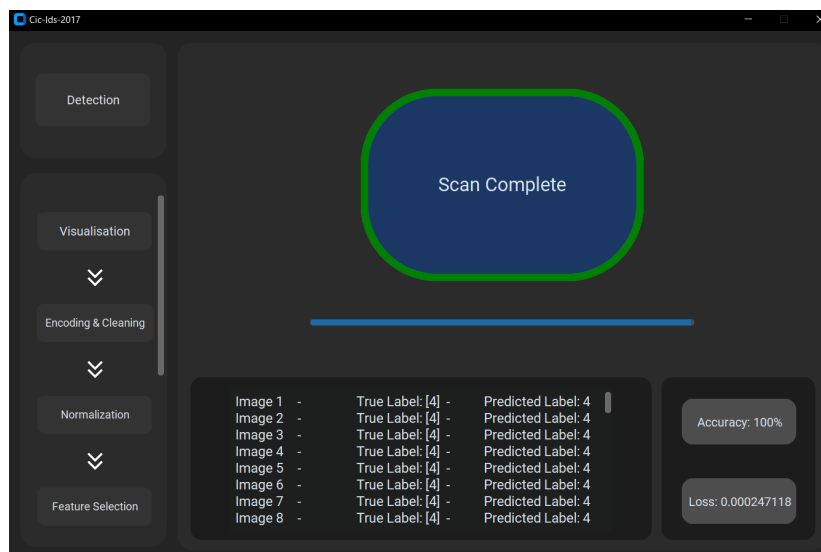 Cic-Ids-2017
Detection
Visualisation
Encoding & Cleaning
Normalization
Feature Selection
Scan Complete
Image 1 - True Label: [4] - Predicted Label: 4
Image 2 - True Label: [4] - Predicted Label: 4
Image 3 - True Label: [4] - Predicted Label: 4
Image 4 - True Label: [4] - Predicted Label: 4
Image 5 - True Label: [4] - Predicted Label: 4
Image 6 - True Label: [4] - Predicted Label: 4
Image 7 - True Label: [4] - Predicted Label: 4
Image 8 - True Label: [4] - Predicted Label: 4
Accuracy: 100%
Loss: 0.000247118